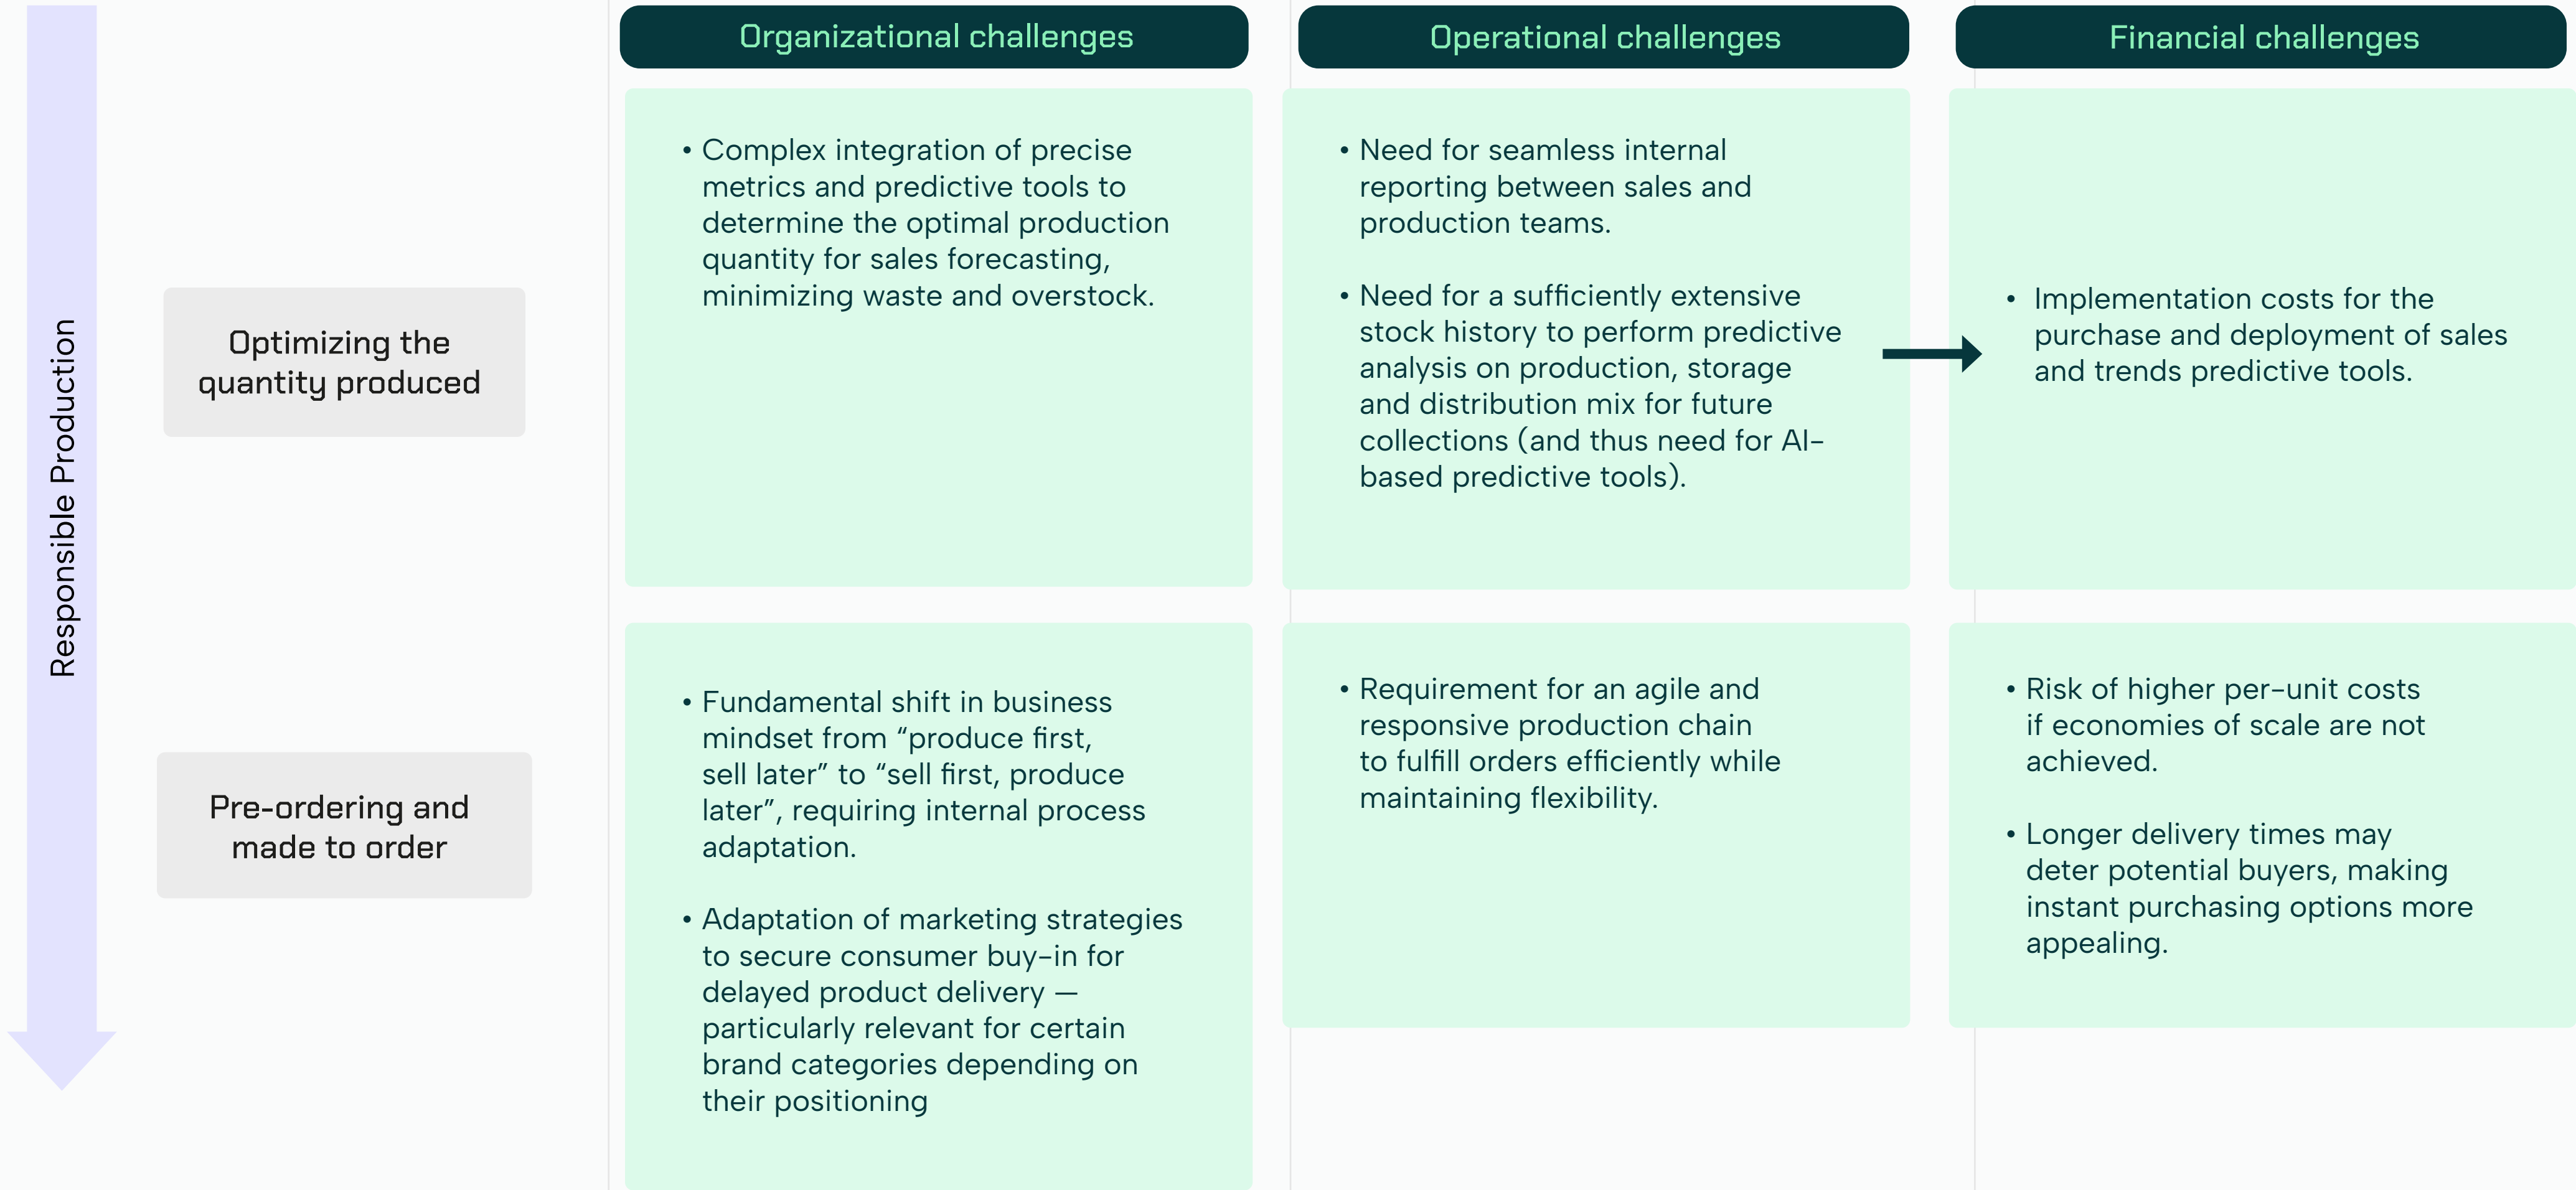 Organizational challenges
Operational challenges
Financial challenges
Responsible Production
Optimizing the
quantity produced
• Complex integration of precise
metrics and predictive tools to
determine the optimal production
quantity for sales forecasting,
minimizing waste and overstock.
• Need for seamless internal
reporting between sales and
production teams.
• Need for a sufficiently extensive
stock history to perform predictive
analysis on production, storage
and distribution mix for future
collections (and thus need for AI-
based predictive tools).
• Implementation costs for the
purchase and deployment of sales
and trends predictive tools.
Pre-ordering and
made to order
• Fundamental shift in business
mindset from “produce first,
sell later” to “sell first, produce
later”, requiring internal process
adaptation.
• Adaptation of marketing strategies
to secure consumer buy-in for
delayed product delivery —
particularly relevant for certain
brand categories depending on
their positioning
• Requirement for an agile and
responsive production chain
to fulfill orders efficiently while
maintaining flexibility.
• Risk of higher per-unit costs
if economies of scale are not
achieved.
• Longer delivery times may
deter potential buyers, making
instant purchasing options more
appealing.